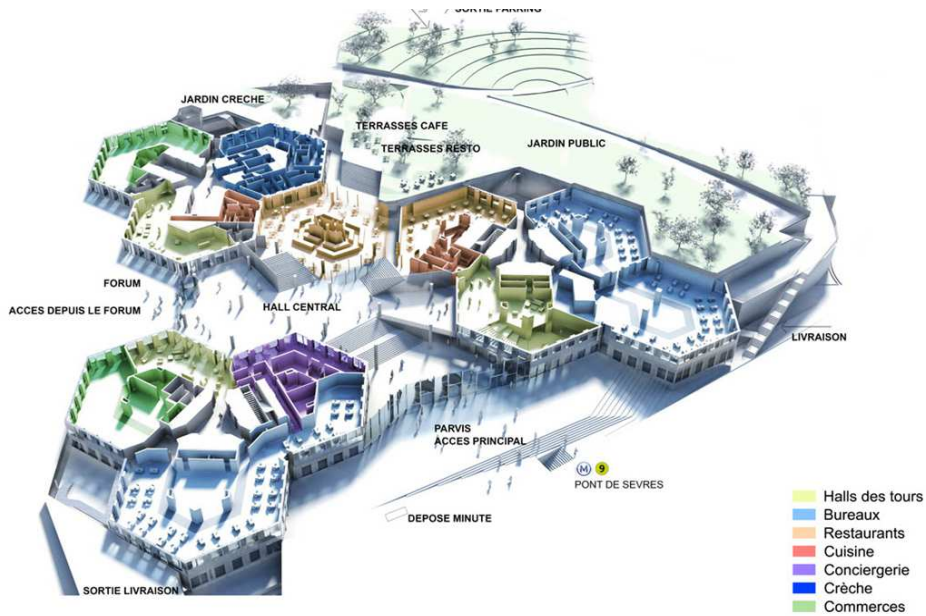 SORTIE PARKING
JARDIN CRECHE
TERRASSES CAFE
TERRASSES RESTO
JARDIN PUBLIC
FORUM
ACCES DEPUIS LE FORUM
HALL CENTRAL
LIVRAISON
PARVIS
ACCES PRINCIPAL
M 9
PONT DE SEVRES
DEPOSE MINUTE
SORTIE LIVRAISON
Halls des tours
Bureaux
Restaurants
Cuisine
Conciergerie
Crèche
Commerces